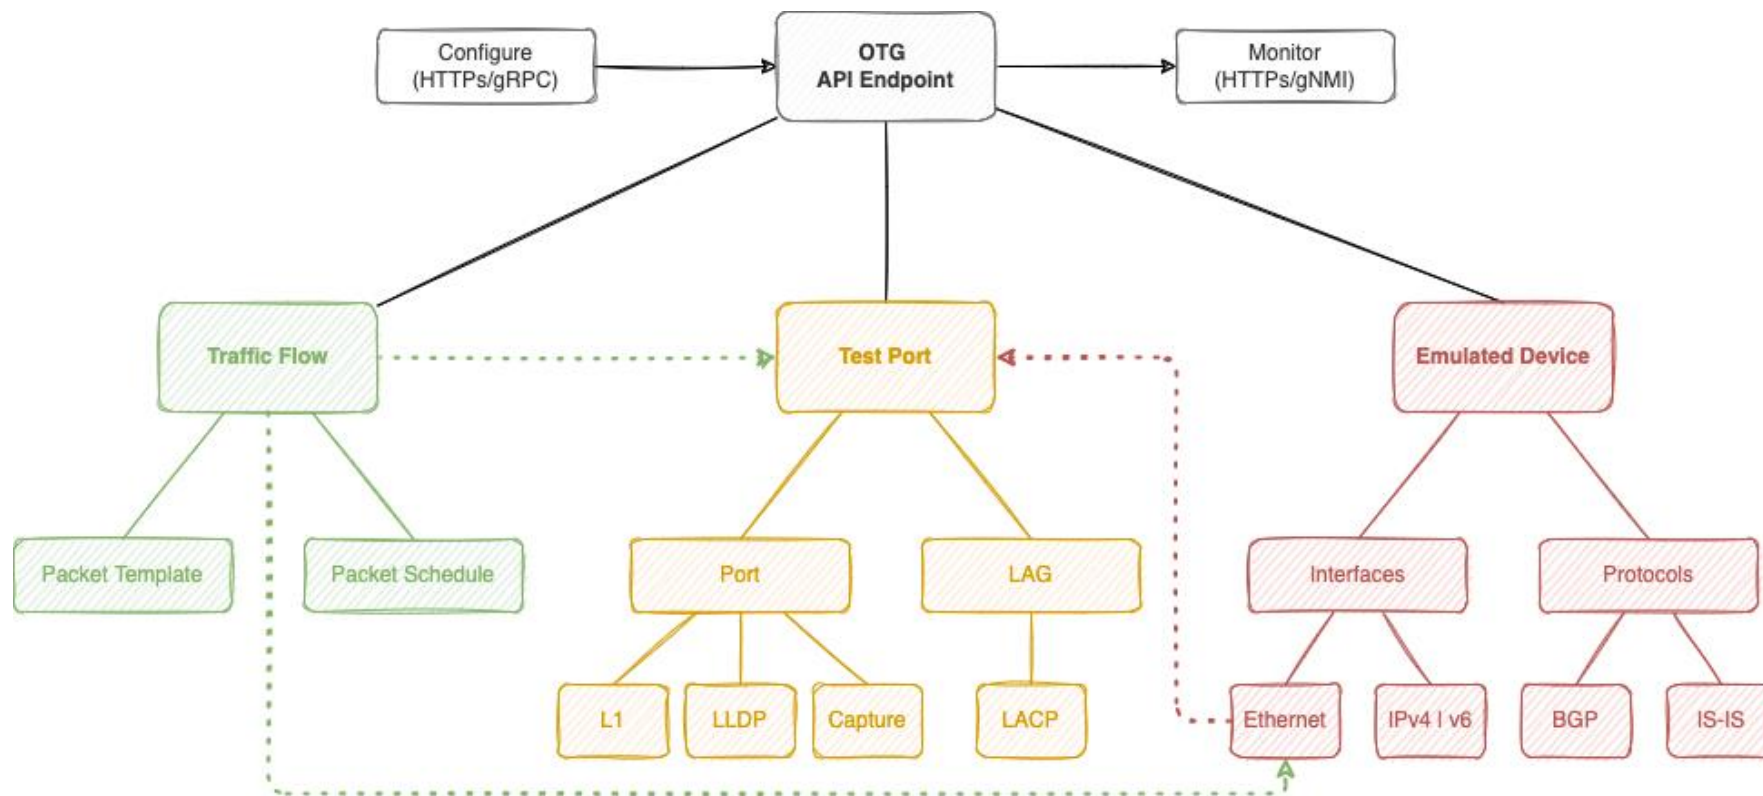 Configure
(HTTPs/gRPC)
OTG
API Endpoint
Monitor
(HTTPs/gNMI)
Traffic Flow
Test Port
Emulated Device
Packet Template
Packet Schedule
Port
LAG
Interfaces
Protocols
L1
LLDP
Capture
LACP
Ethernet
IPv4 | v6
BGP
IS-IS